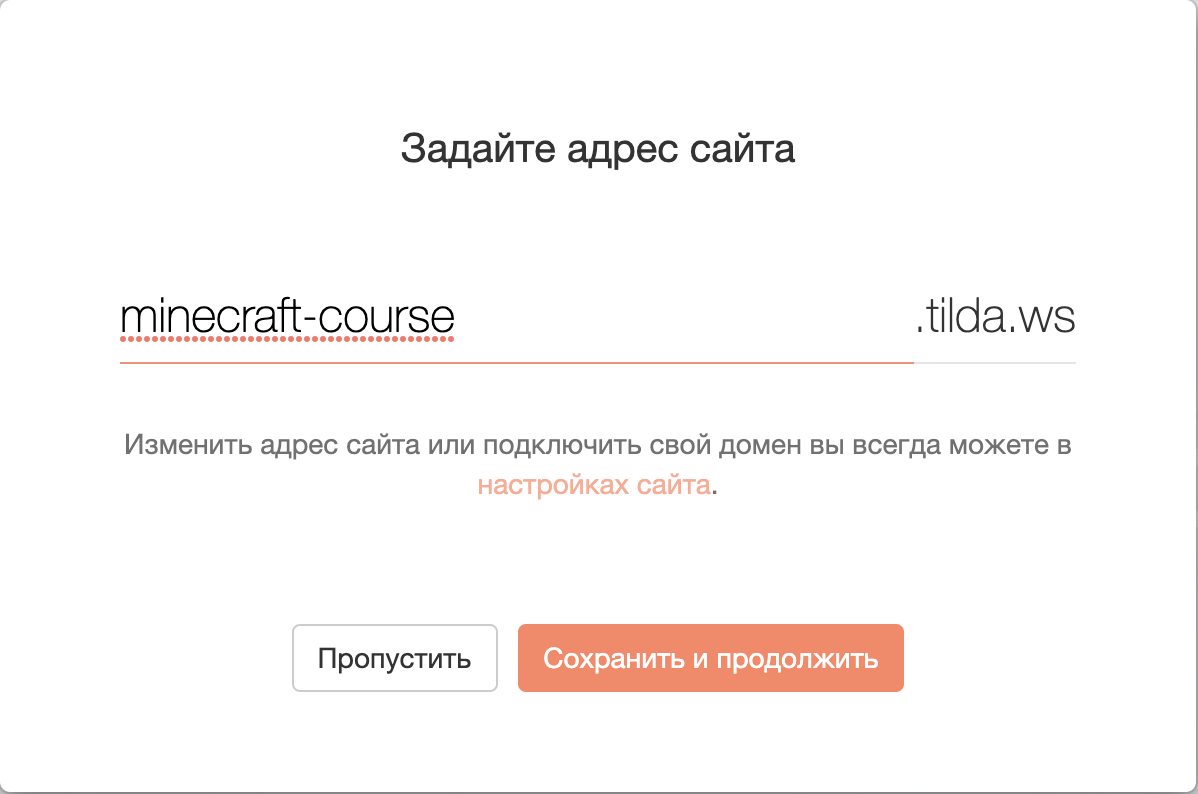 Задайте адрес сайта
minecraft-course .tilda.ws
Изменить адрес сайта или подключить свой домен вы всегда можете в
настройках сайта.
Пропустить Сохранить и продолжить